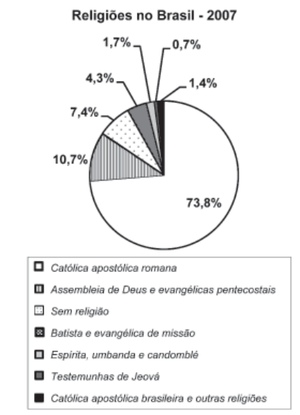 Religiões no Brasil - 2007
1,7%
0,7%
4,3%
1,4%
7,4%
10,7%
73,8%
Católica apostólica romana
Assembleia de Deus e evangélicas pentecostais
Sem religião
Batista e evangélica de missão
Espírita, umbanda e candomblé
Testemunhas de Jeová
Católica apostólica brasileira e outras religiões